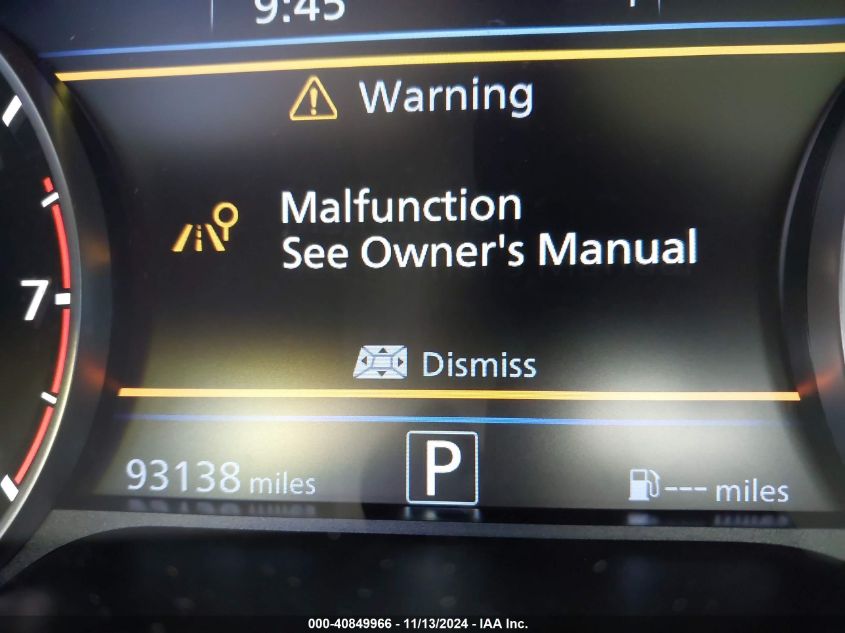 9:45
Warning
Malfunction
See Owner's Manual
7
Dismiss
93138 miles
P
--- miles
000-40849966 - 11/13/2024 - IAA Inc.